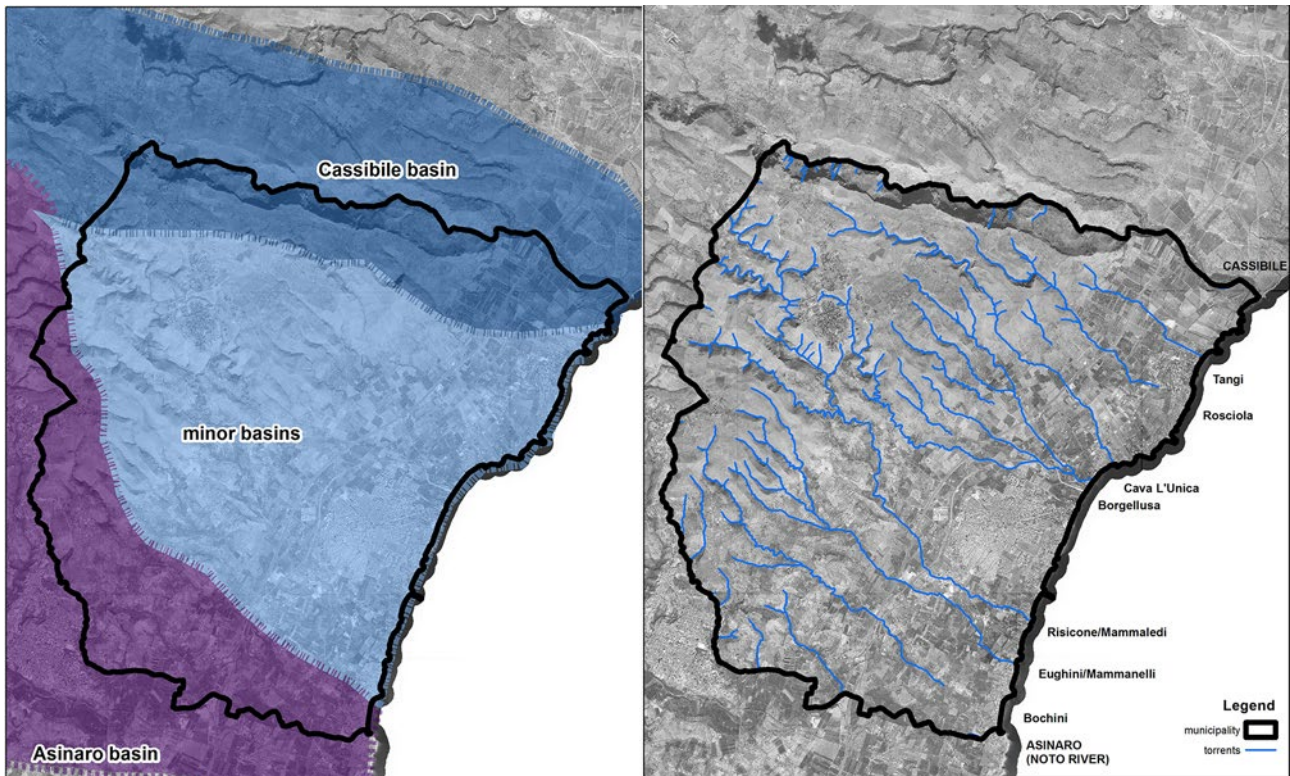 Cassibile basin
minor basins
Asinaro basin
CASSIBILE
Tangi
Rosciola
Cava L'Unica
Borgellusa
Risicone/Mammaledi
Eughini/Mammanelli
Bochini
ASINARO
(NOTO RIVER)
Legend
municipality
torrents